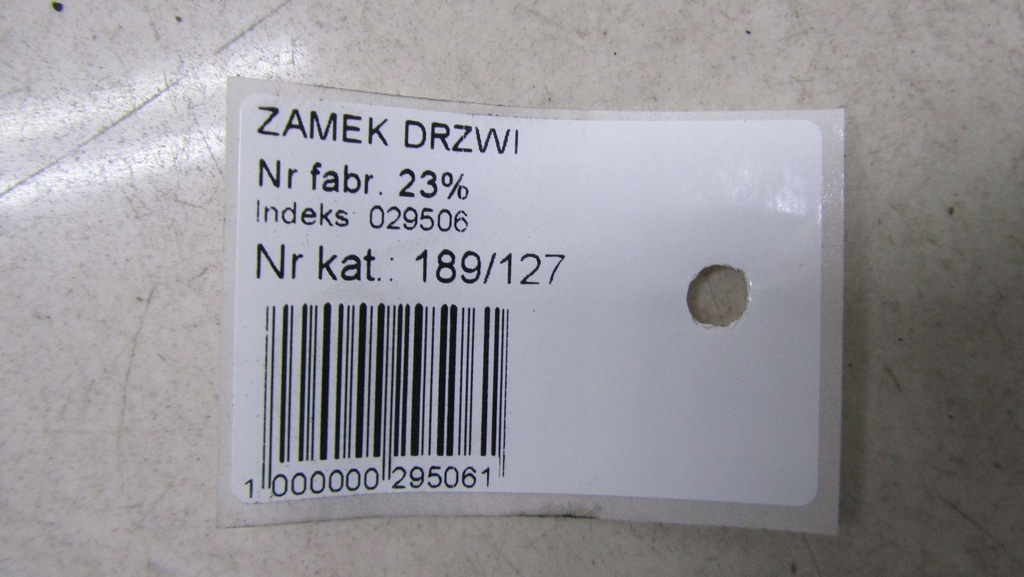 ZAMEK DRZWI
Nr fabr. 23%
Indeks 029506
Nr kat.: 189/127
1 000000 295061